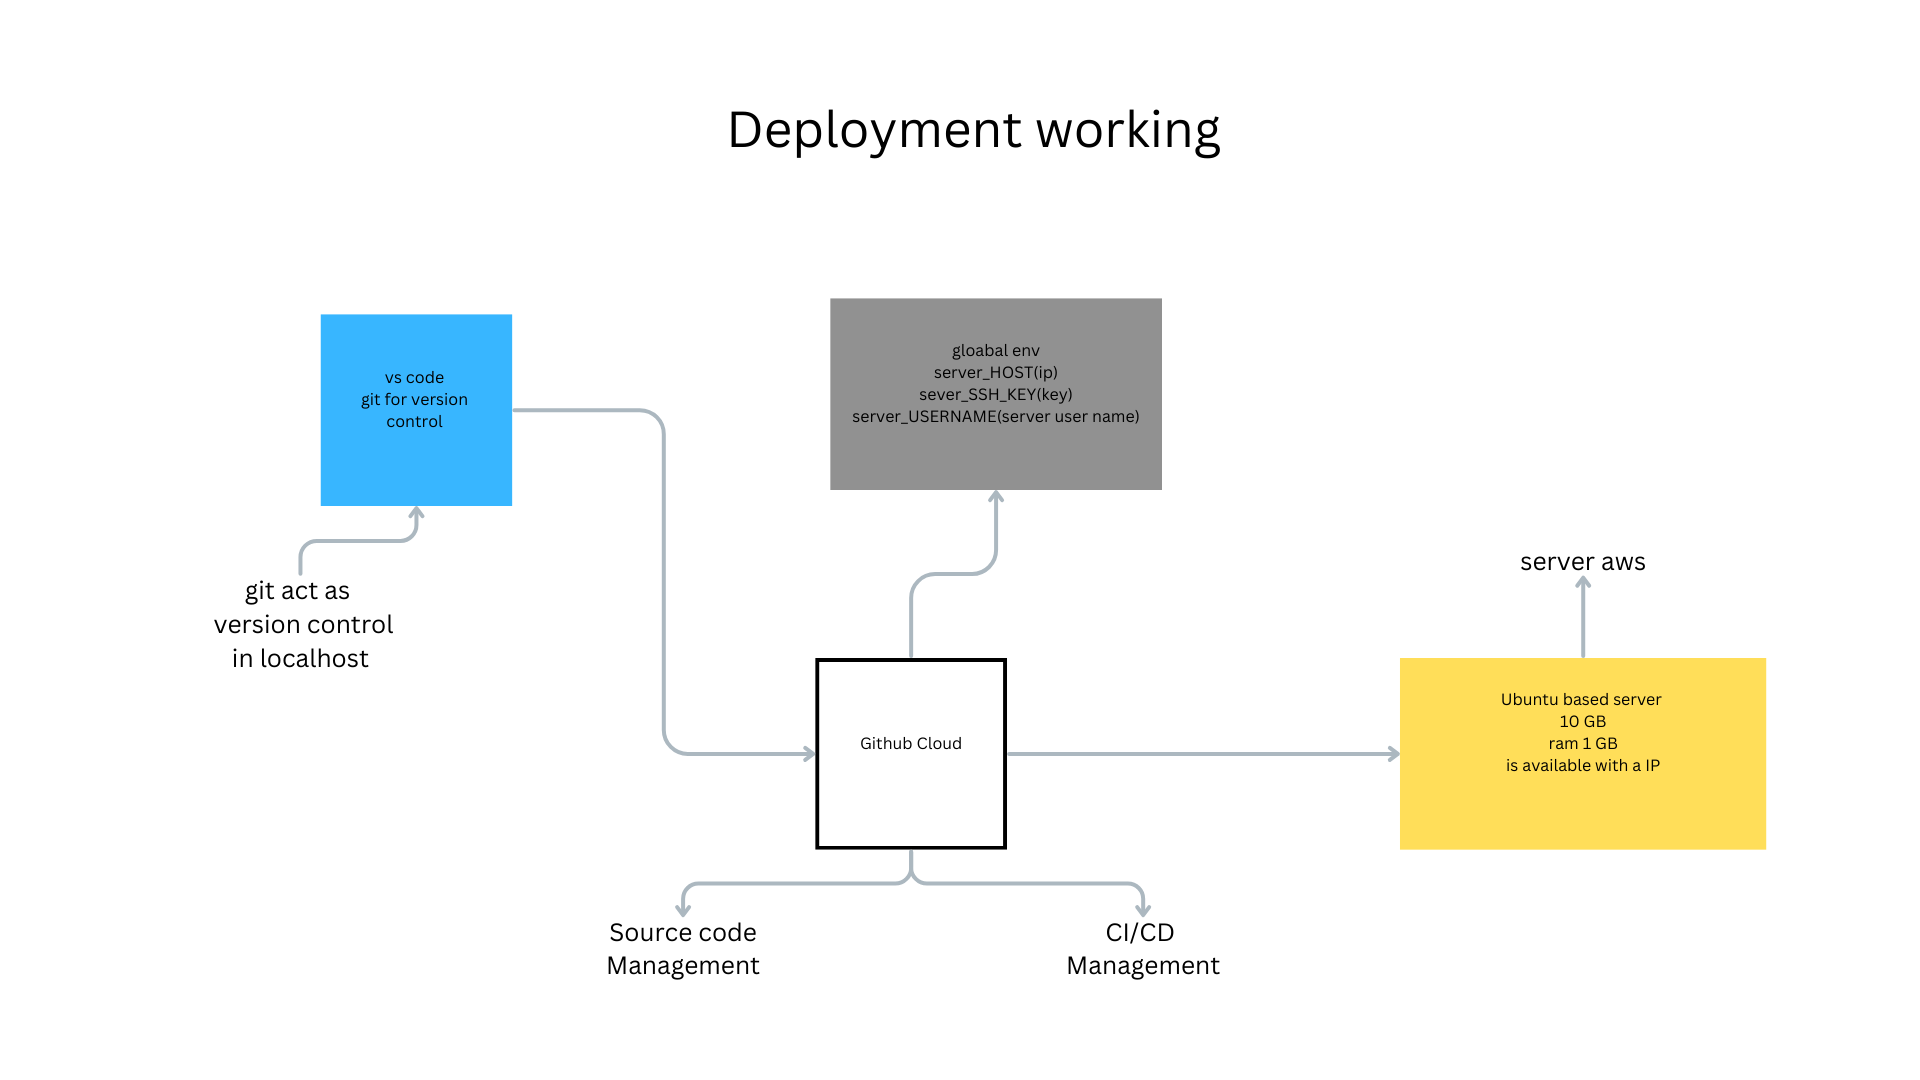 Deployment working
vs code
git for version
control
gloabal env
server_HOST(ip)
sever_SSH_KEY(key)
server_USERNAME(server user name)
git act as
version control
in localhost
server aws
Github Cloud
Ubuntu based server
10 GB
ram 1 GB
is available with a IP
Source code
Management
CI/CD
Management